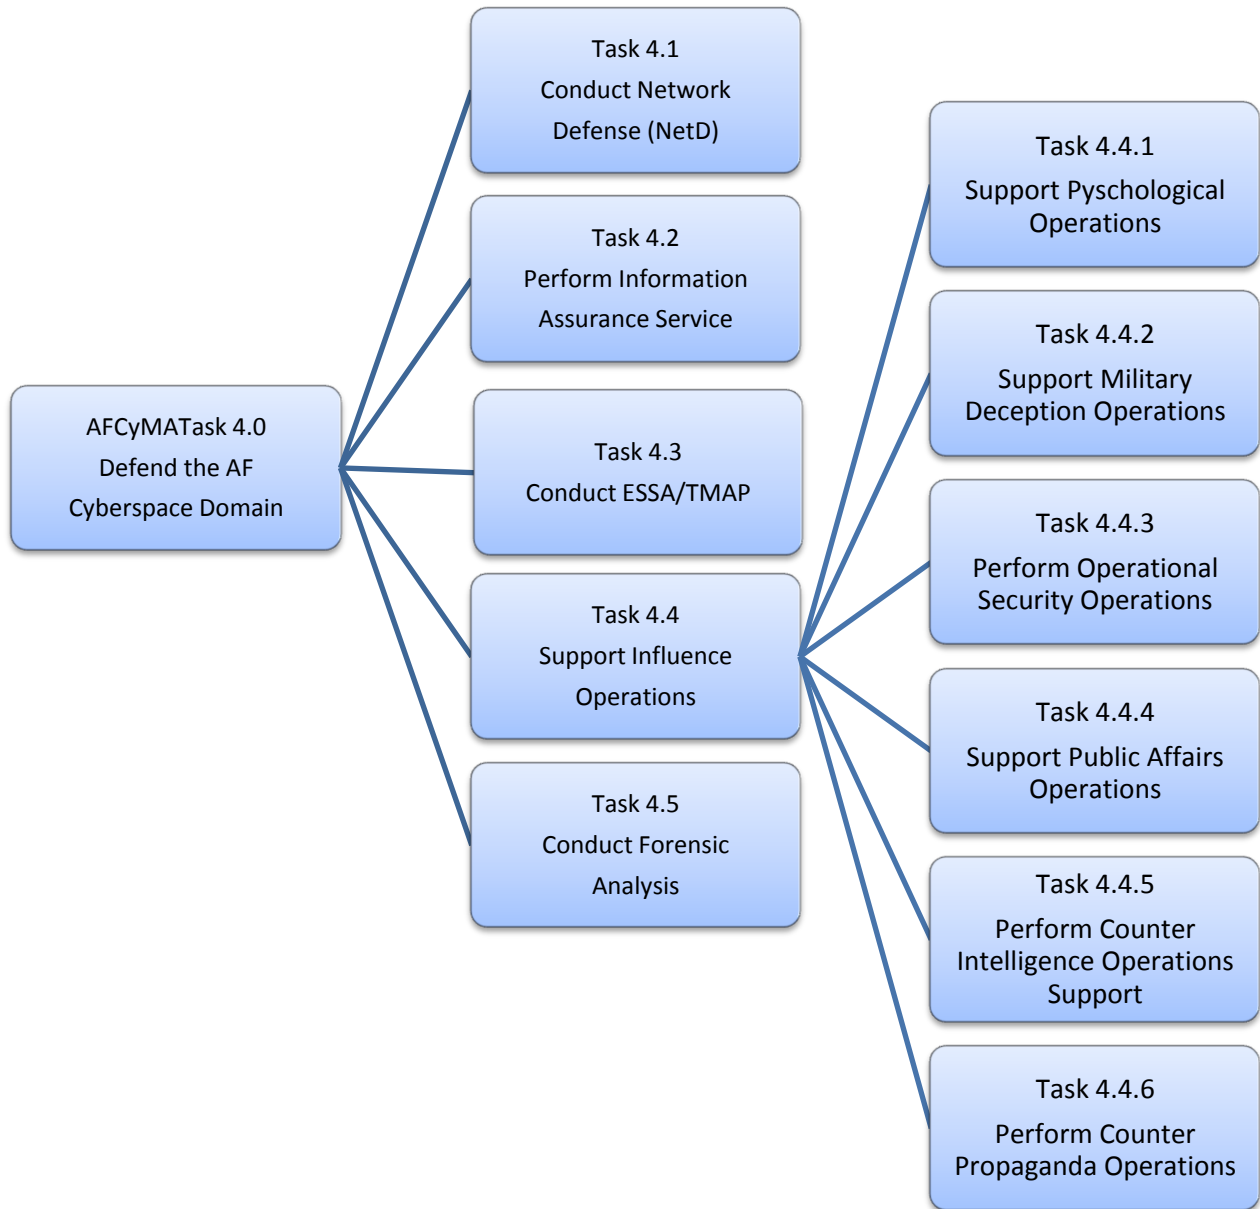 AFCyMATask 4.0
Defend the AF
Cyberspace Domain
Task 4.1
Conduct Network
Defense (NetD)
Task 4.2
Perform Information
Assurance Service
Task 4.3
Conduct ESSA/TMAP
Task 4.4
Support Influence
Operations
Task 4.5
Conduct Forensic
Analysis
Task 4.4.1
Support Pyschological
Operations
Task 4.4.2
Support Military
Deception Operations
Task 4.4.3
Perform Operational
Security Operations
Task 4.4.4
Support Public Affairs
Operations
Task 4.4.5
Perform Counter
Intelligence Operations
Support
Task 4.4.6
Perform Counter
Propaganda Operations